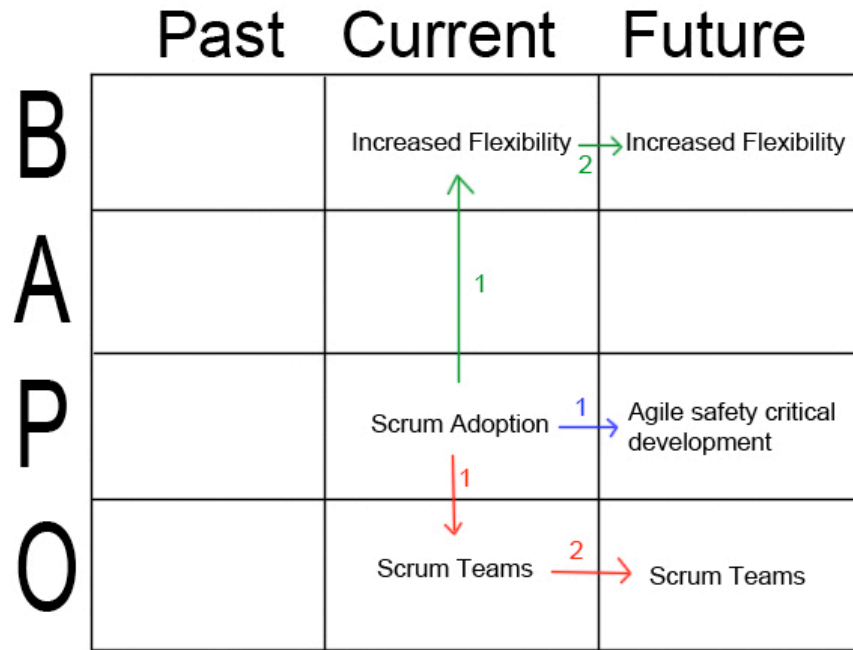 Past Current Future
B Increased Flexibility 2 Increased Flexibility
A 1
P Scrum Adoption 1 Agile safety critical
development
1
O Scrum Teams 2 Scrum Teams